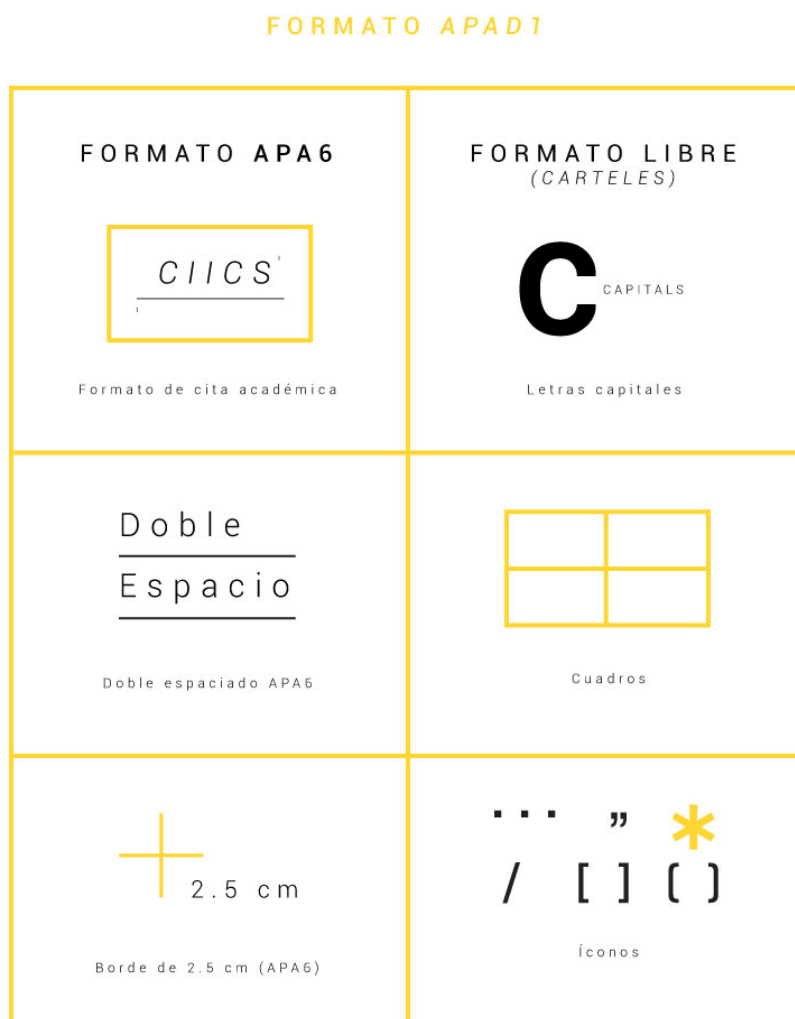 FORMATO APAD1
FORMATO APA6
CIICS
Formato de cita académica
FORMATO LIBRE
(CARTELES)
C CAPITALS
Letras capitales
Doble
Espacio
Doble espaciado APA6
Cuadros
2.5 cm
Borde de 2.5 cm (APA6)
... ” *
/ [ ] ( )
Íconos